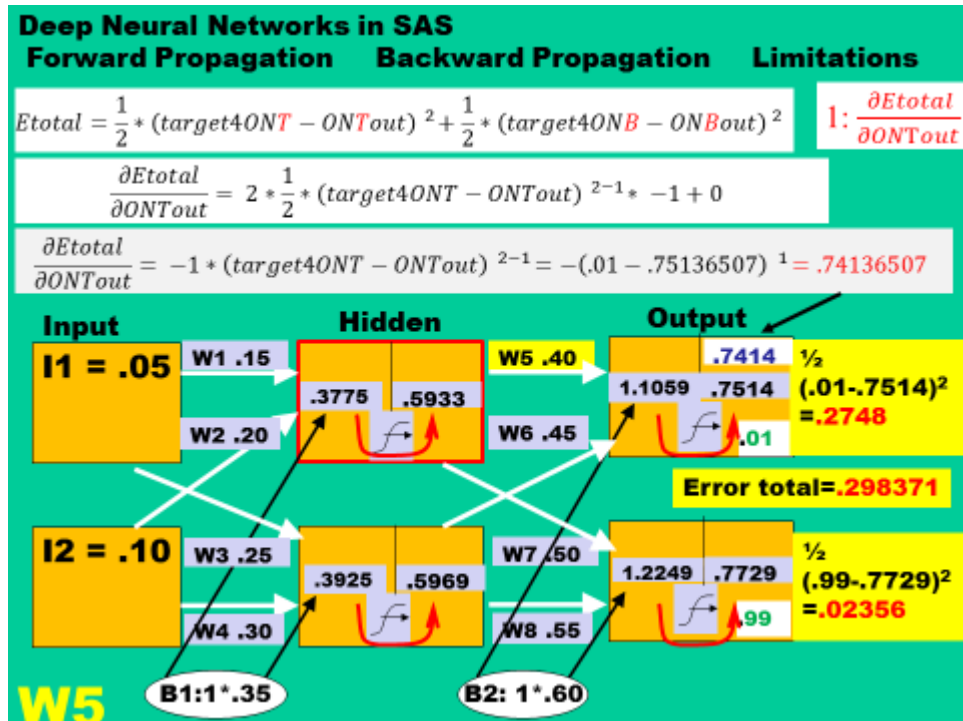 Deep Neural Networks in SAS
Forward Propagation Backward Propagation Limitations
Etotal = 1/2 * (target4ONT − ONTout) ² + 1/2 * (target4ONB − ONBout) ²
1: ∂Etotal/∂ONTout
∂Etotal/∂ONTout = 2 * 1/2 * (target4ONT − ONTout) ²⁻¹ * −1 + 0
∂Etotal/∂ONTout = −1 * (target4ONT − ONTout) ²⁻¹ = −(.01 − .75136507) ¹ = .74136507
Input
Hidden
Output
I1 = .05
W1 .15
W2 .20
.3775 .5933
W5 .40
W6 .45
.7414
1.1059 .7514
.01
½
(.01-.7514)²
=.2748
Error total=.298371
I2 = .10
W3 .25
W4 .30
.3925 .5969
W7 .50
W8 .55
1.2249 .7729
.99
½
(.99-.7729)²
=.02356
B1:1*.35
B2: 1*.60
W5